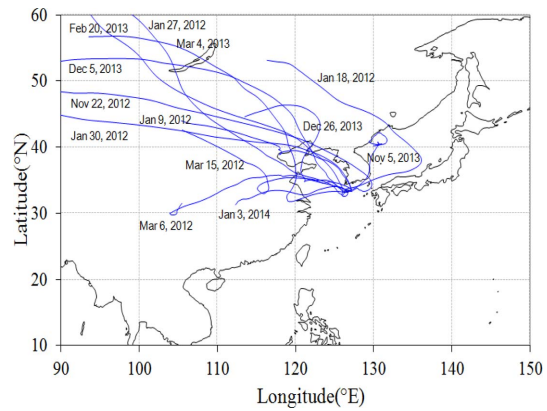 60
Feb 20, 2013
Jan 27, 2012
Mar 4, 2013
50
Dec 5, 2013
Jan 18, 2012
Nov 22, 2012
Jan 9, 2012
Dec 26, 2013
40
Jan 30, 2012
Mar 15, 2012
Nov 5, 2013
30
Mar 6, 2012
Jan 3, 2014
20
10
Latitude(°N)
90 100 110 120 130 140 150
Longitude(°E)